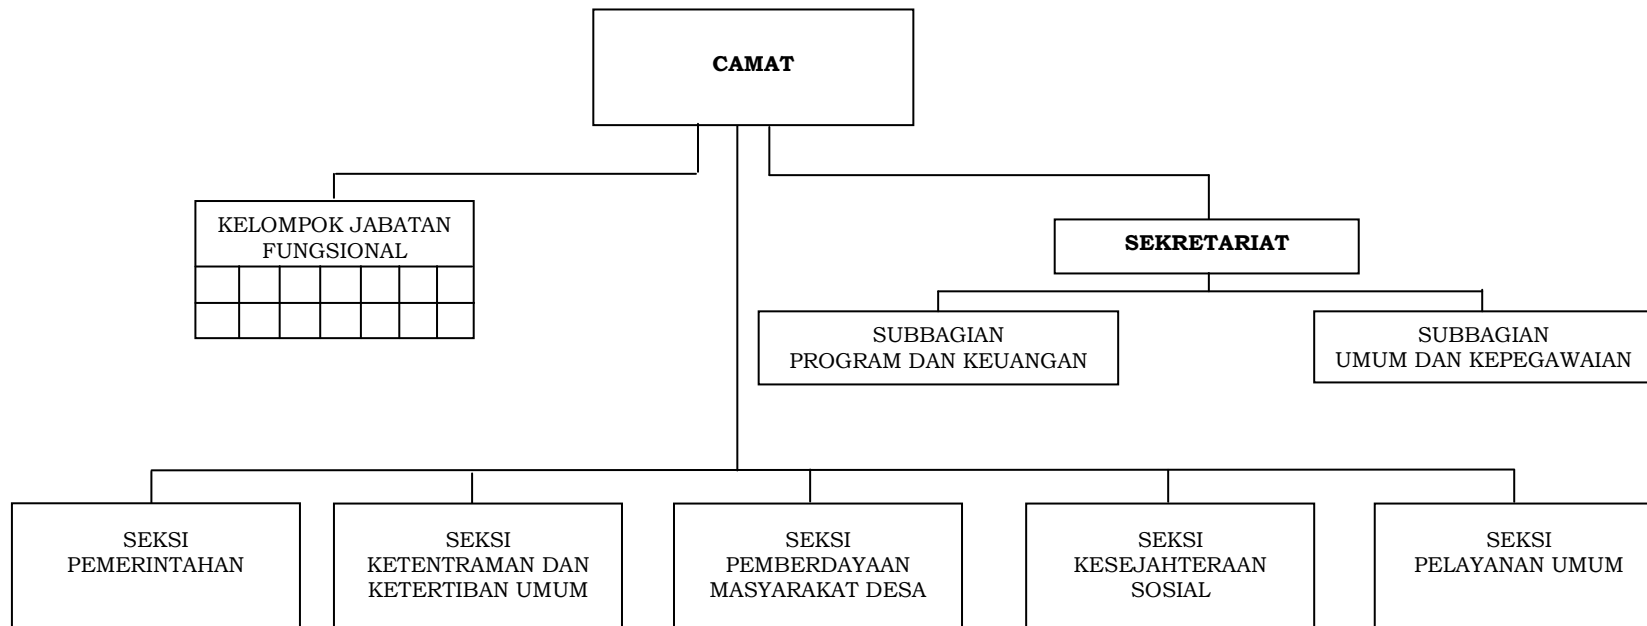 CAMAT
KELOMPOK JABATAN
FUNGSIONAL
SEKRETARIAT
SUBBAGIAN
PROGRAM DAN KEUANGAN
SUBBAGIAN
UMUM DAN KEPEGAWAIAN
SEKSI
PEMERINTAHAN
SEKSI
KETENTRAMAN DAN
KETERTIBAN UMUM
SEKSI
PEMBERDAYAAN
MASYARAKAT DESA
SEKSI
KESEJAHTERAAN
SOSIAL
SEKSI
PELAYANAN UMUM